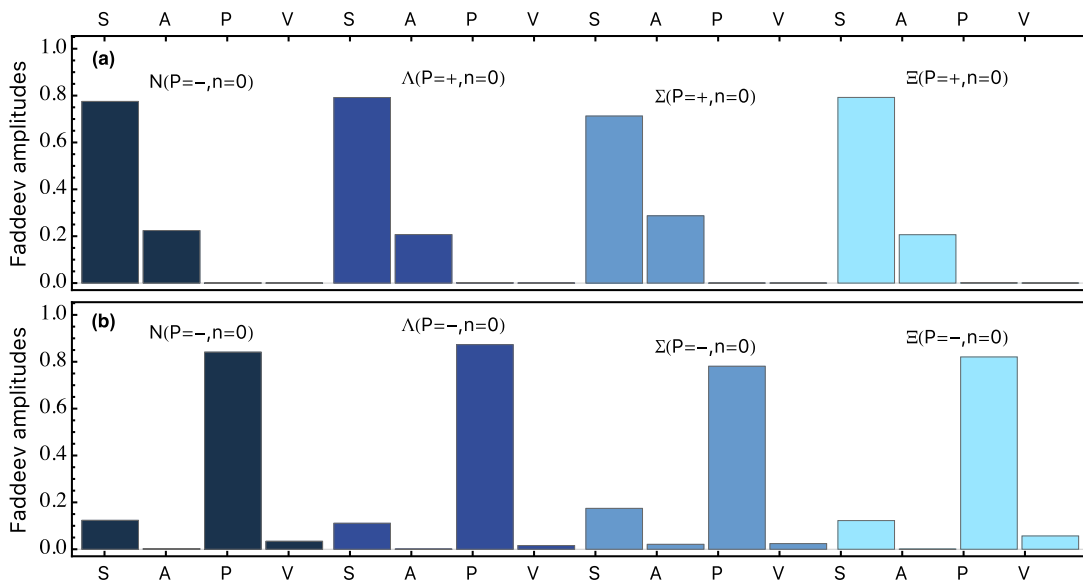 S A P V S A P V S A P V S A P V
(a)
N(P=−,n=0) Λ(P=+,n=0) Σ(P=+,n=0) Ξ(P=+,n=0)
1.0
0.8
0.6
0.4
0.2
0.0
Faddeev amplitudes
(b)
N(P=−,n=0) Λ(P=−,n=0) Σ(P=−,n=0) Ξ(P=−,n=0)
1.0
0.8
0.6
0.4
0.2
0.0
Faddeev amplitudes
S A P V S A P V S A P V S A P V